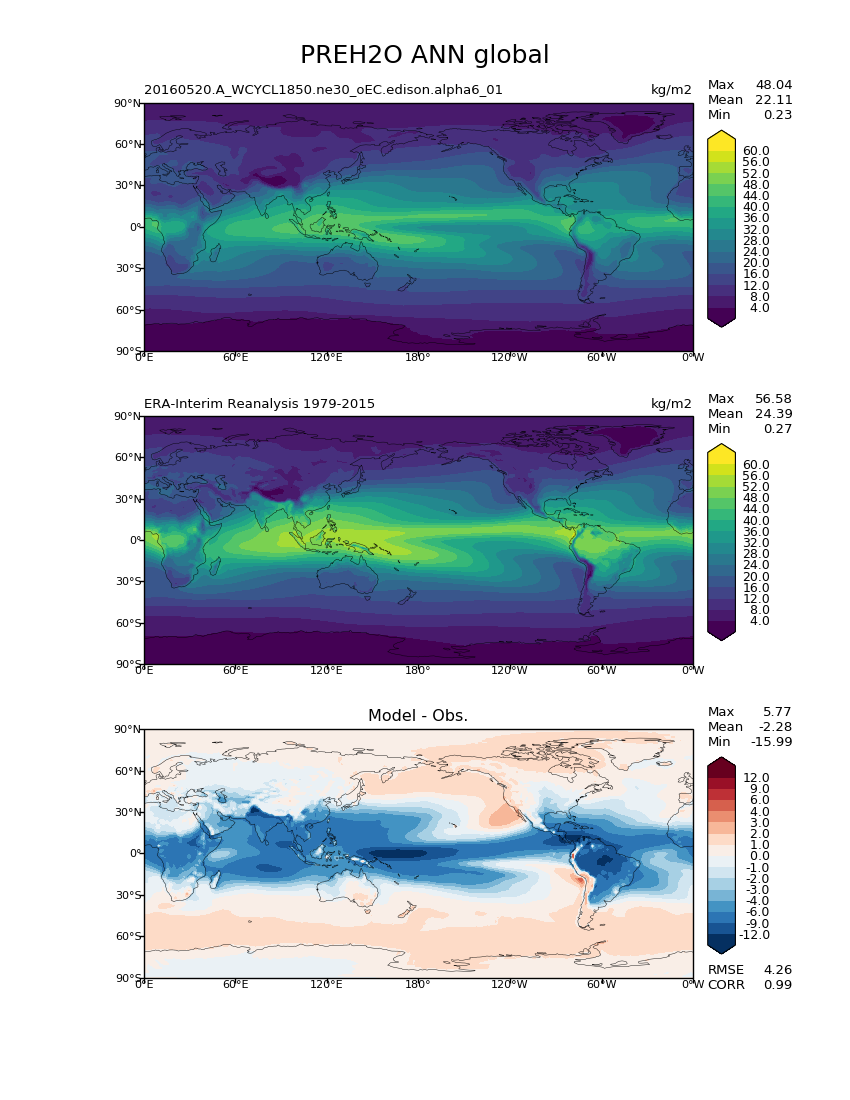 PREH2O ANN global
20160520.A_WCYCL1850.ne30_oEC.edison.alpha6_01 kg/m2
Max 48.04
Mean 22.11
Min 0.23
90°N
60°N
30°N
0°
30°S
60°S
90°S
0°E 60°E 120°E 180° 120°W 60°W 0°W
60.0
56.0
52.0
48.0
44.0
40.0
36.0
32.0
28.0
24.0
20.0
16.0
12.0
8.0
4.0
ERA-Interim Reanalysis 1979-2015 kg/m2
Max 56.58
Mean 24.39
Min 0.27
90°N
60°N
30°N
0°
30°S
60°S
90°S
0°E 60°E 120°E 180° 120°W 60°W 0°W
60.0
56.0
52.0
48.0
44.0
40.0
36.0
32.0
28.0
24.0
20.0
16.0
12.0
8.0
4.0
Model - Obs.
Max 5.77
Mean -2.28
Min -15.99
90°N
60°N
30°N
0°
30°S
60°S
90°S
0°E 60°E 120°E 180° 120°W 60°W 0°W
12.0
9.0
6.0
4.0
3.0
2.0
1.0
0.0
-1.0
-2.0
-3.0
-4.0
-6.0
-9.0
-12.0
RMSE 4.26
CORR 0.99